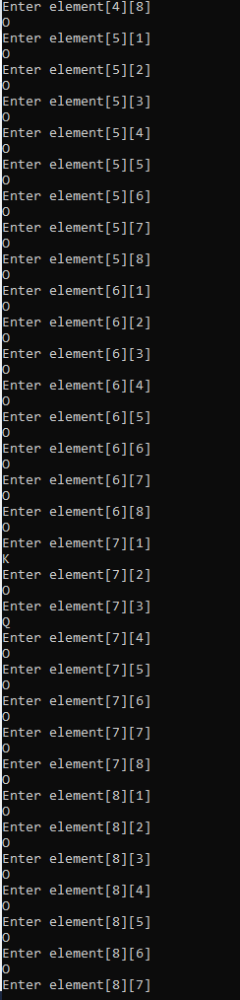 Enter element[4][8]
O
Enter element[5][1]
O
Enter element[5][2]
O
Enter element[5][3]
O
Enter element[5][4]
O
Enter element[5][5]
O
Enter element[5][6]
O
Enter element[5][7]
O
Enter element[5][8]
O
Enter element[6][1]
O
Enter element[6][2]
O
Enter element[6][3]
O
Enter element[6][4]
O
Enter element[6][5]
O
Enter element[6][6]
O
Enter element[6][7]
O
Enter element[6][8]
O
Enter element[7][1]
K
Enter element[7][2]
O
Enter element[7][3]
Q
Enter element[7][4]
O
Enter element[7][5]
O
Enter element[7][6]
O
Enter element[7][7]
O
Enter element[7][8]
O
Enter element[8][1]
O
Enter element[8][2]
O
Enter element[8][3]
O
Enter element[8][4]
O
Enter element[8][5]
O
Enter element[8][6]
O
Enter element[8][7]